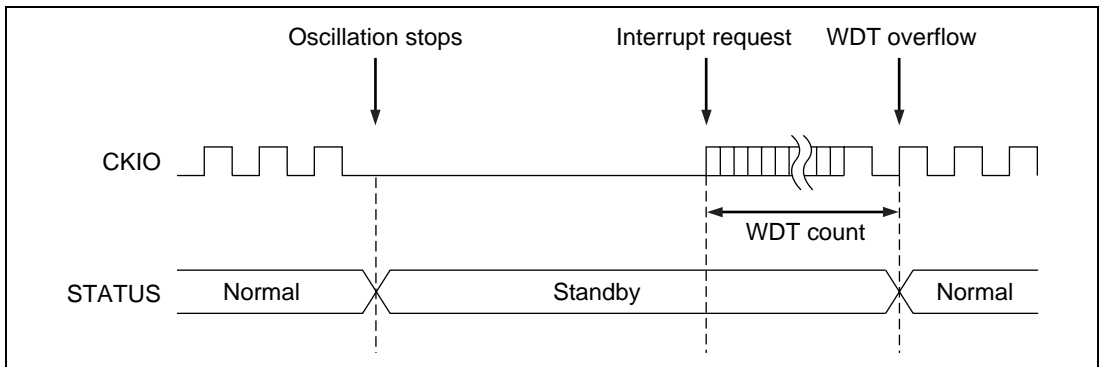 Oscillation stops
Interrupt request
WDT overflow
CKIO
WDT count
STATUS
Normal
Standby
Normal